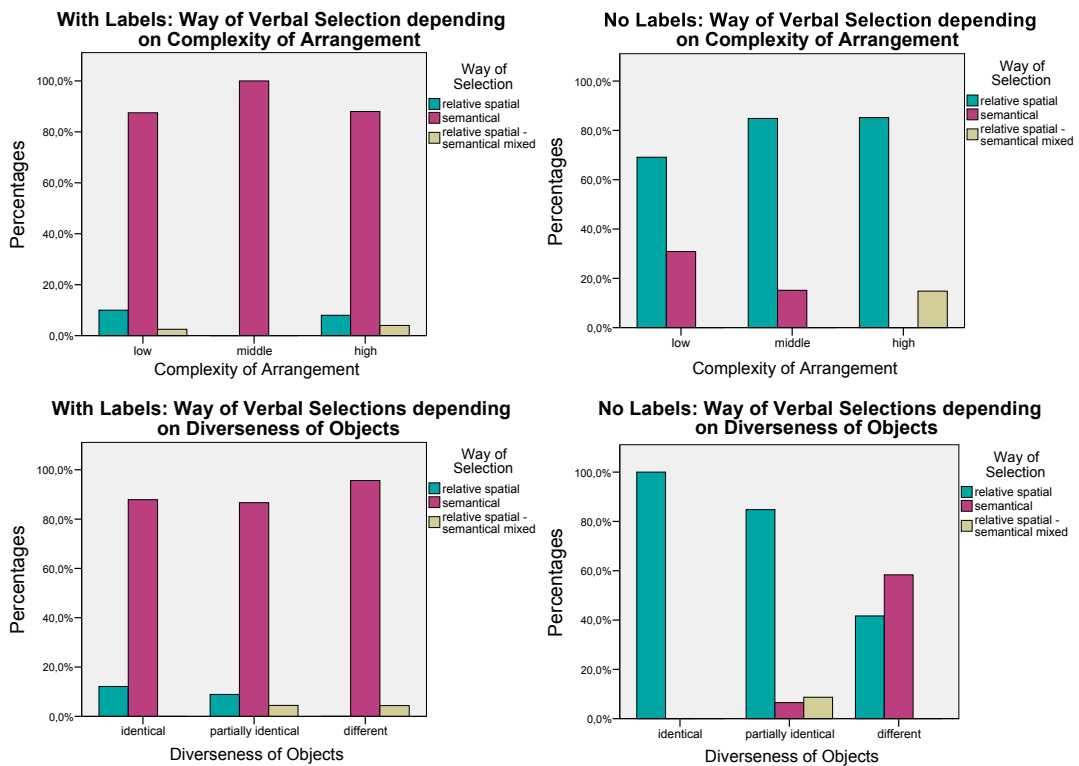 With Labels: Way of Verbal Selection depending
on Complexity of Arrangement
Way of
Selection
relative spatial
semantical
relative spatial -
semantical mixed
Percentages
100,0%
80,0%
60,0%
40,0%
20,0%
0,0%
low middle high
Complexity of Arrangement
No Labels: Way of Verbal Selection depending
on Complexity of Arrangement
Way of
Selection
relative spatial
semantical
relative spatial -
semantical mixed
Percentages
100,0%
80,0%
60,0%
40,0%
20,0%
0,0%
low middle high
Complexity of Arrangement
With Labels: Way of Verbal Selections depending
on Diverseness of Objects
Way of
Selection
relative spatial
semantical
relative spatial -
semantical mixed
Percentages
100,0%
80,0%
60,0%
40,0%
20,0%
0,0%
identical partially identical different
Diverseness of Objects
No Labels: Way of Verbal Selections depending
on Diverseness of Objects
Way of
Selection
relative spatial
semantical
relative spatial -
semantical mixed
Percentages
100,0%
80,0%
60,0%
40,0%
20,0%
0,0%
identical partially identical different
Diverseness of Objects